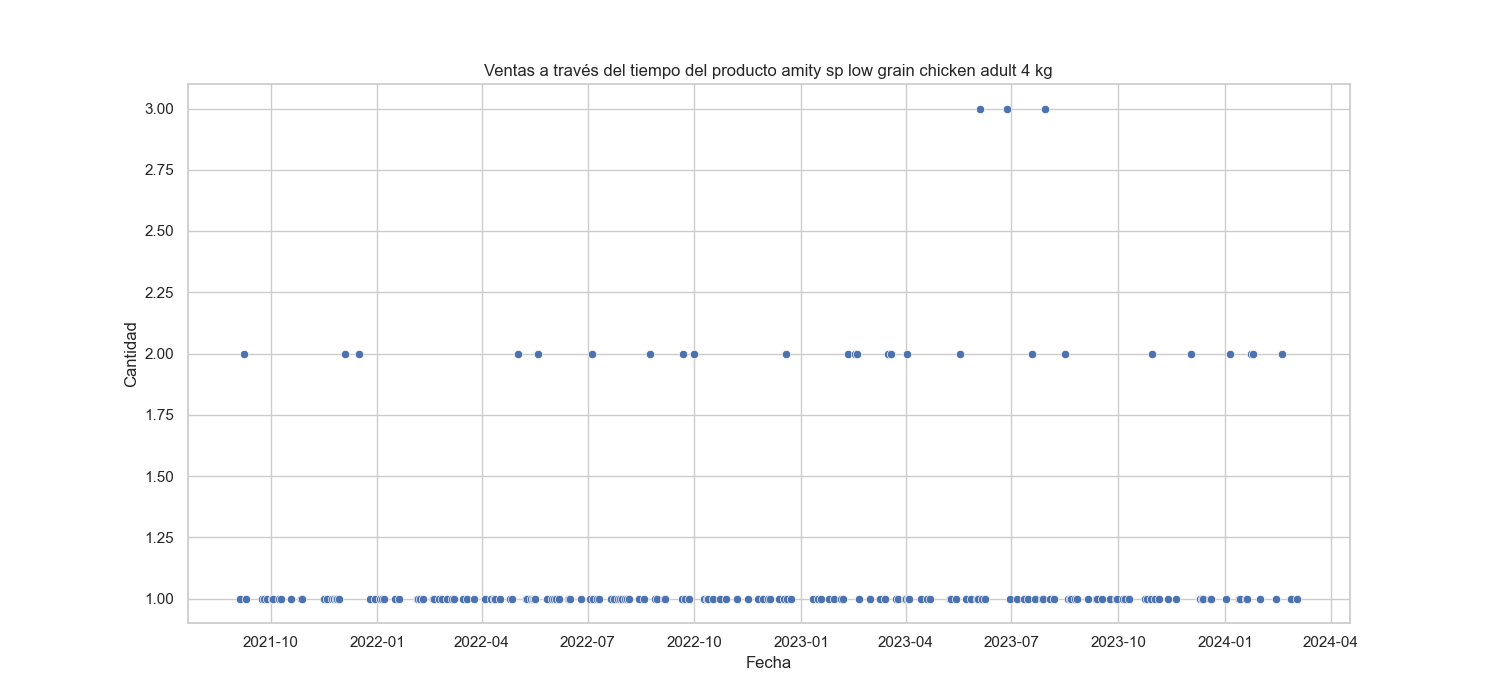 Ventas a través del tiempo del producto amity sp low grain chicken adult 4 kg
3.00
2.75
2.50
2.25
2.00
1.75
1.50
1.25
1.00
Cantidad
2021-10 2022-01 2022-04 2022-07 2022-10 2023-01 2023-04 2023-07 2023-10 2024-01 2024-04
Fecha